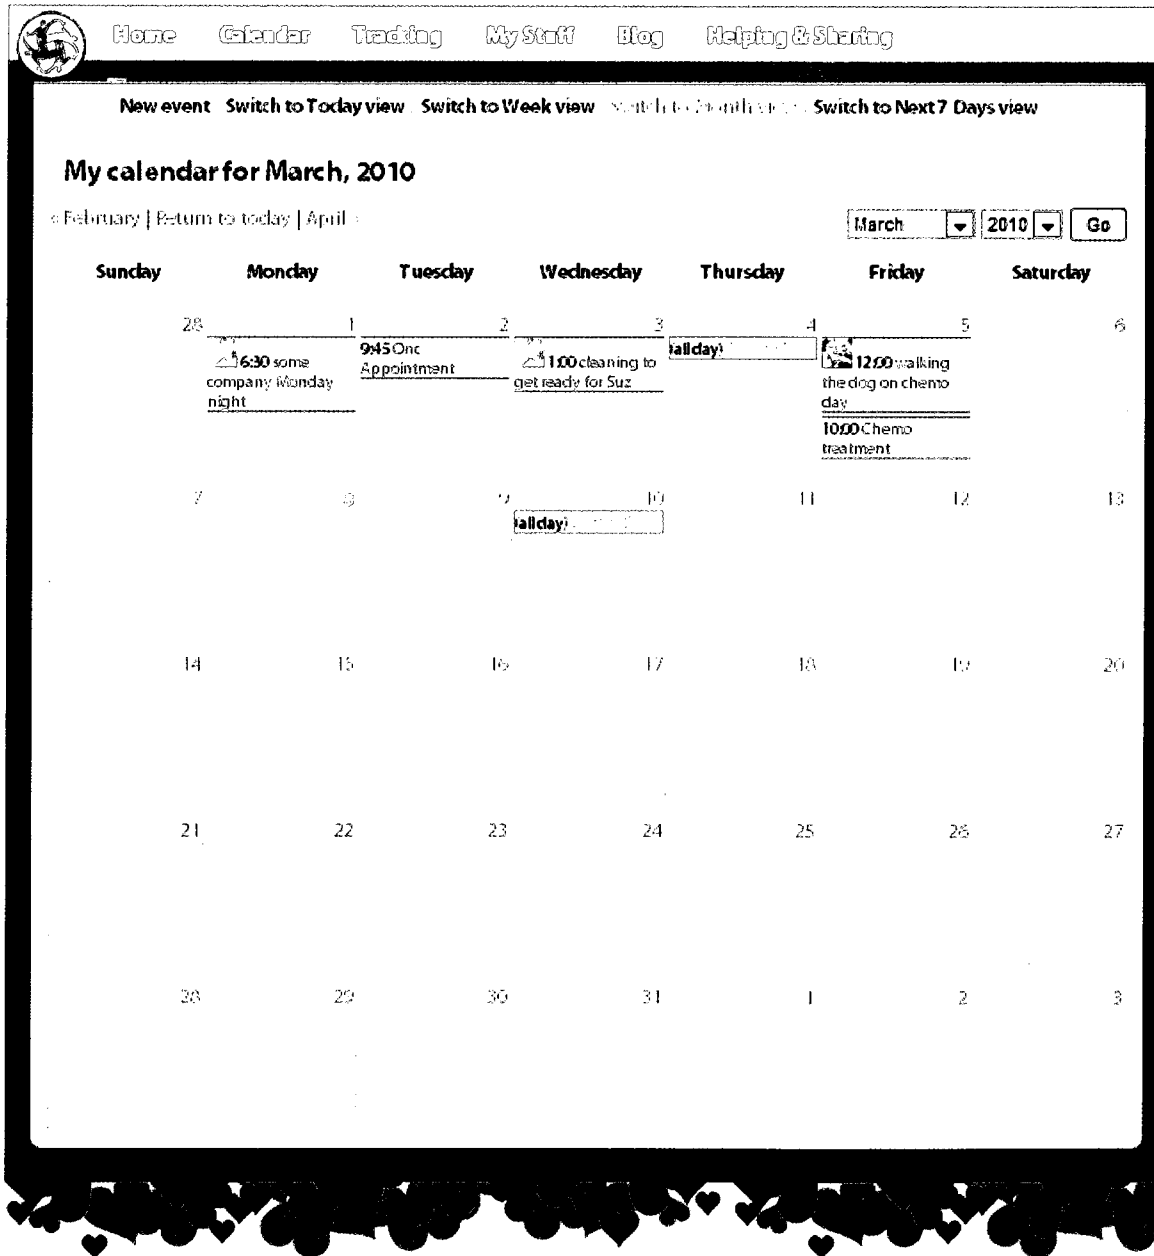 Home Calendar Tracking My Stuff Blog Helping & Sharing
New event Switch to Today view Switch to Week view Switch to Month view Switch to Next 7 Days view
My calendar for March, 2010
« February | Return to today | April »
March 2010 Go
Sunday Monday Tuesday Wednesday Thursday Friday Saturday
28 1 2 3 4 5 6
6:30 some
company Monday
night
9:45 Onc
Appointment
1:00 cleaning to
get ready for Suz
(allday)
12:00 walking
the dog on chemo
day
10:00 Chemo
treatment
7 8 9 10 11 12 13
(allday)
14 15 16 17 18 19 20
21 22 23 24 25 26 27
28 29 30 31 1 2 3